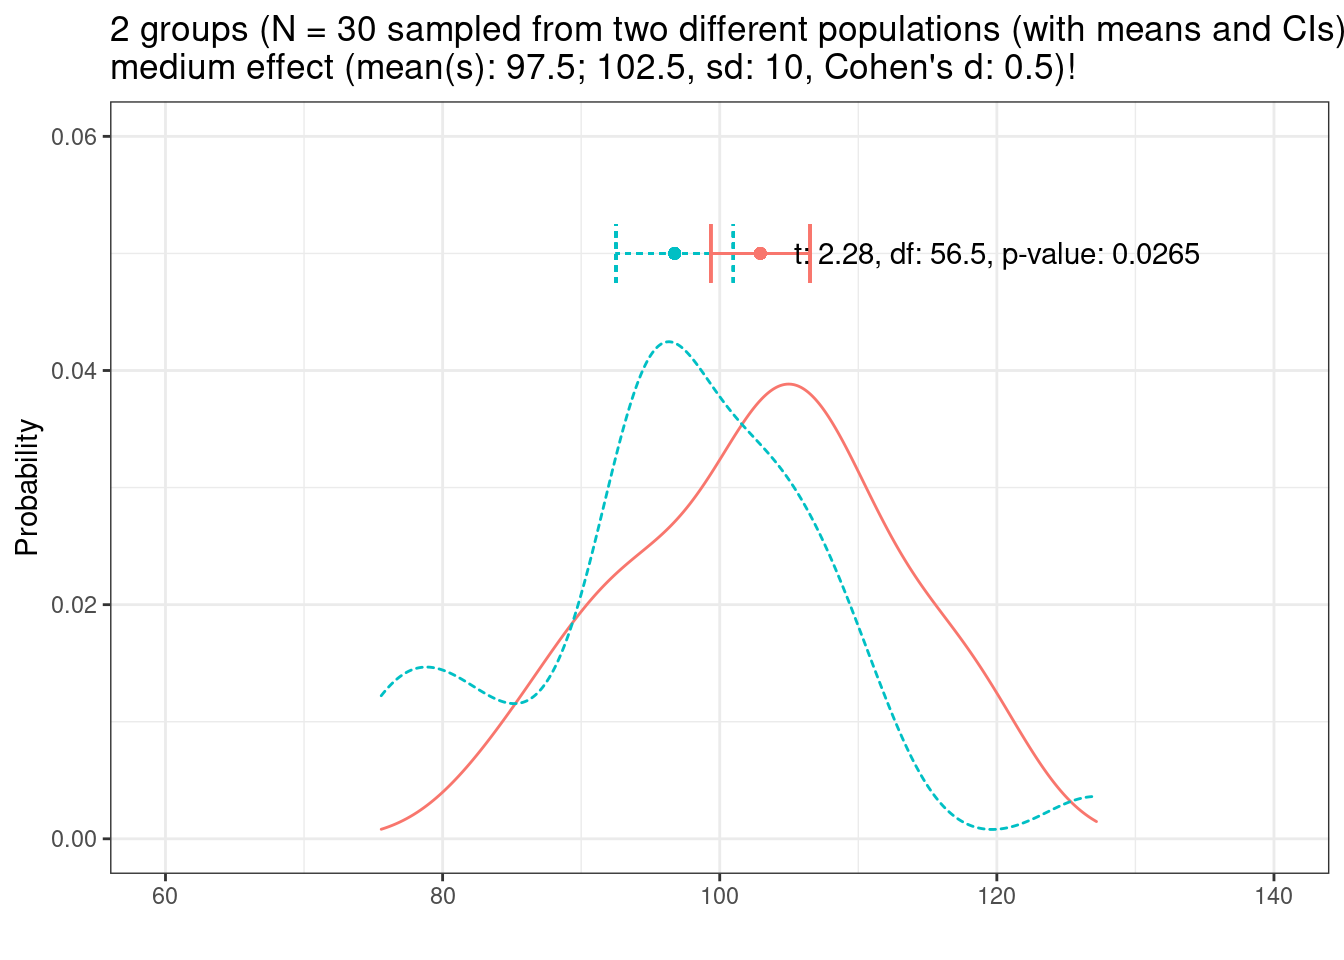 2 groups (N = 30 sampled from two different populations (with means and CIs)
medium effect (mean(s): 97.5; 102.5, sd: 10, Cohen's d: 0.5)!
0.06
t: 2.28, df: 56.5, p-value: 0.0265
0.04
Probability
0.02
0.00
60 80 100 120 140